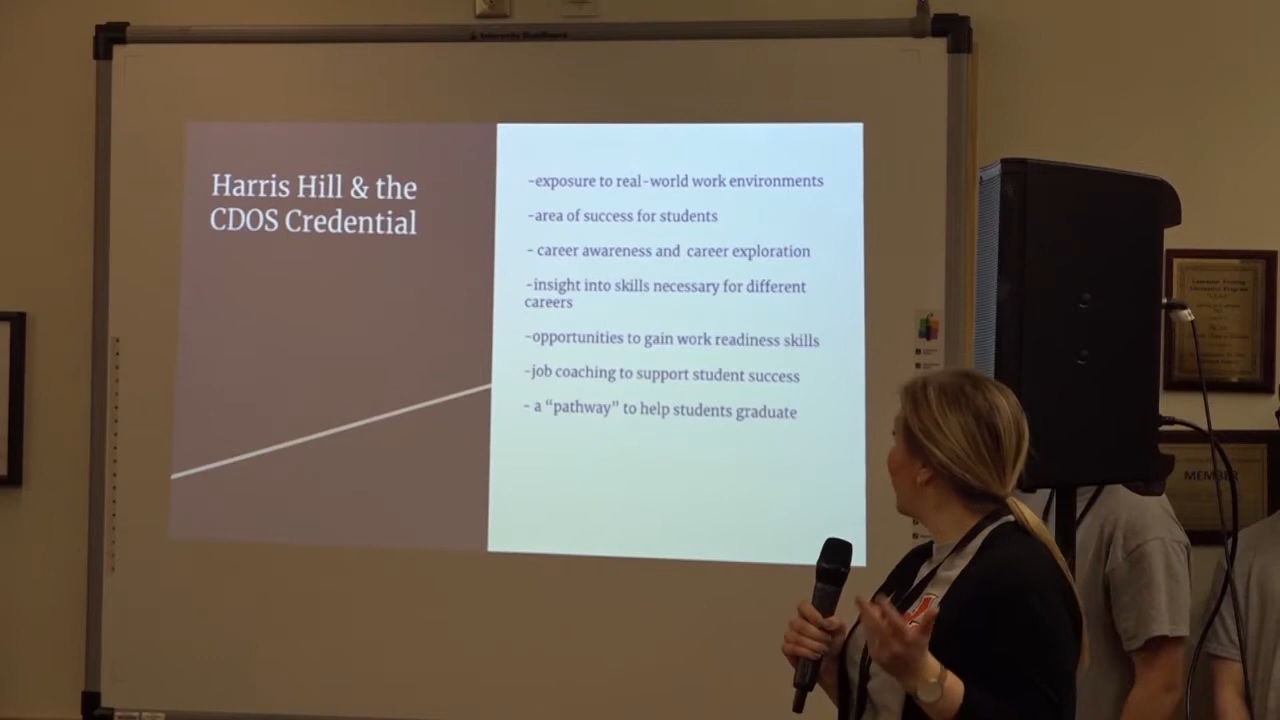 Harris Hill & the
CDOS Credential
-exposure to real-world work environments
-area of success for students
- career awareness and career exploration
-insight into skills necessary for different
careers
-opportunities to gain work readiness skills
-job coaching to support student success
- a “pathway” to help students graduate
MEMBER